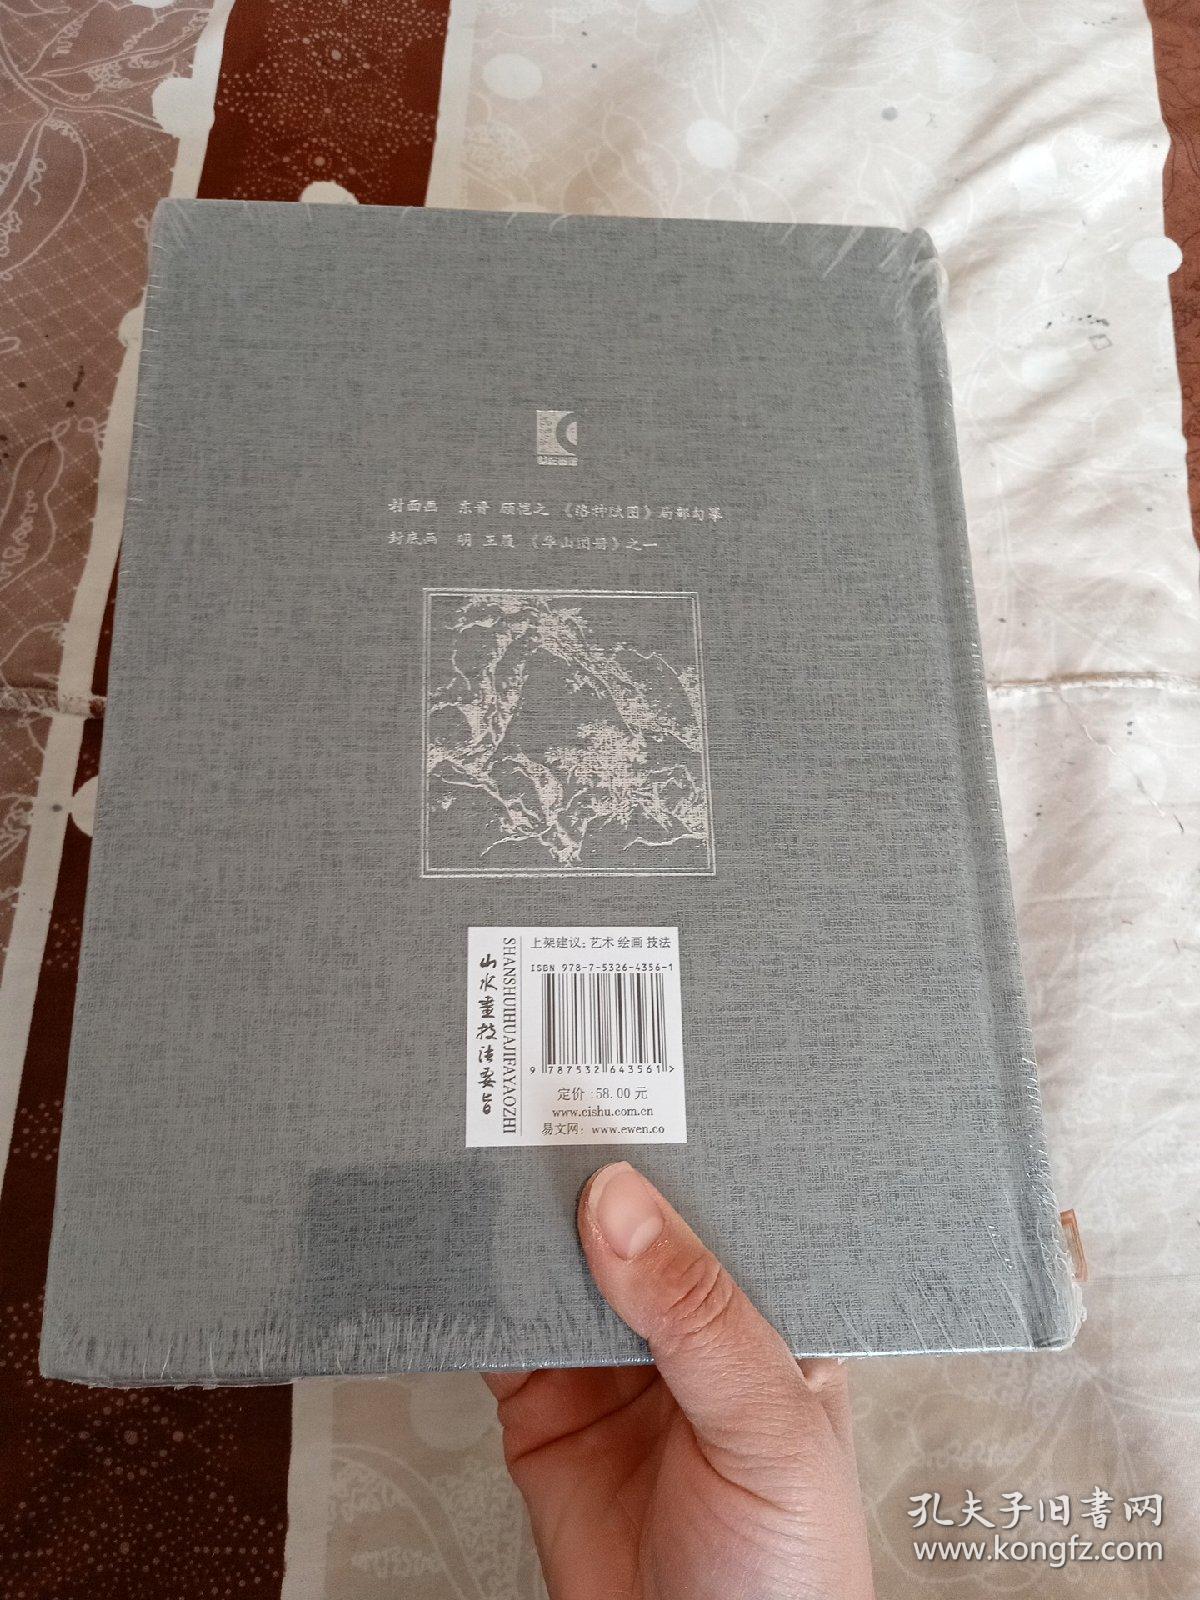 封面画 东晋 顾恺之 《洛神赋图》局部勾摹
封底画 明 王履 《华山图册》之一
上架建议：艺术 绘画 技法
ISBN 978-7-5326-4356-1
9 787532 643561 >
定价：58.00元
www.cishu.com.cn
易文网：www.ewen.co
山水畫技法要旨
SHANSHUIHUAJIFAYAOZHI
孔夫子旧书网
www.kongfz.com